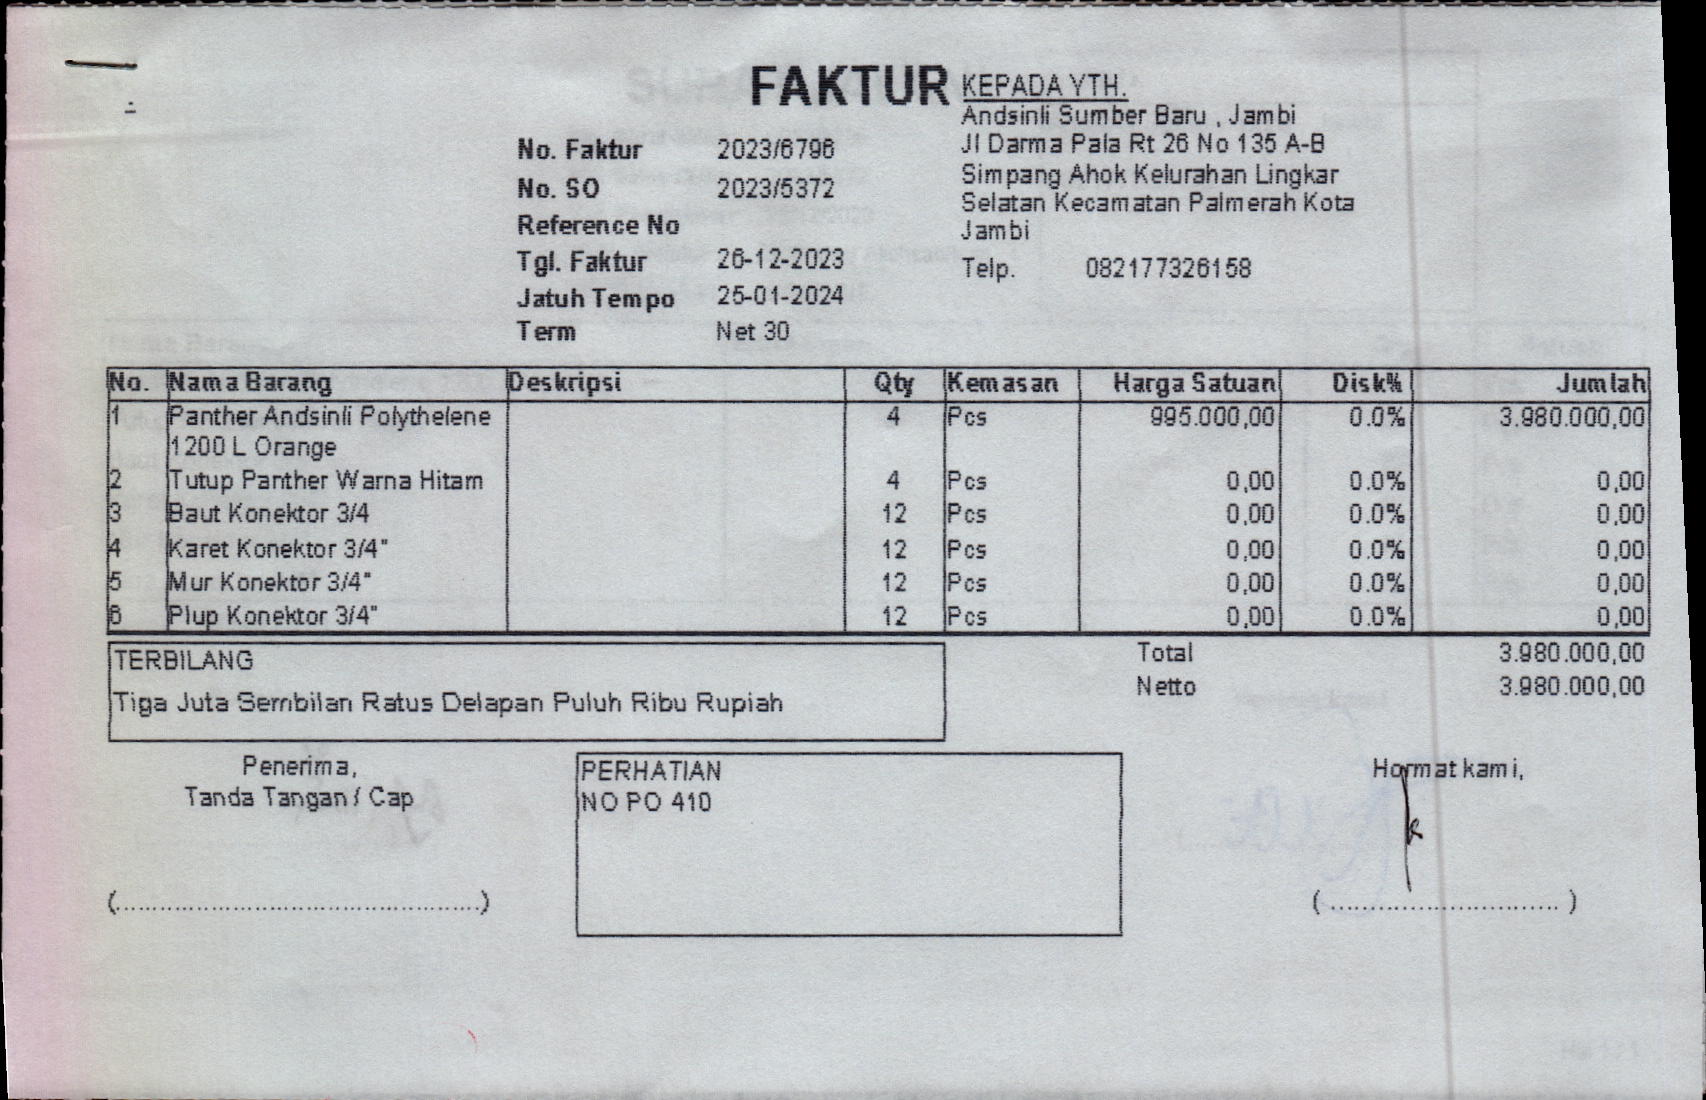 FAKTUR
KEPADA YTH.
Andsinli Sumber Baru , Jambi
Jl Darma Pala Rt 26 No 135 A-B
Simpang Ahok Kelurahan Lingkar
Selatan Kecamatan Palmerah Kota
Jambi
Telp. 082177326158
No. Faktur 2023/6796
No. SO 2023/5372
Reference No
Tgl. Faktur 26-12-2023
Jatuh Tempo 25-01-2024
Term Net 30
No. Nama Barang Deskripsi Qty Kemasan Harga Satuan Disk% Jumlah
1 Panther Andsinli Polythelene 4 Pcs 995.000,00 0.0% 3.980.000,00
1200 L Orange
2 Tutup Panther Warna Hitam 4 Pcs 0,00 0.0% 0,00
3 Baut Konektor 3/4 12 Pcs 0,00 0.0% 0,00
4 Karet Konektor 3/4" 12 Pcs 0,00 0.0% 0,00
5 Mur Konektor 3/4" 12 Pcs 0,00 0.0% 0,00
6 Plup Konektor 3/4" 12 Pcs 0,00 0.0% 0,00
Total 3.980.000,00
Netto 3.980.000,00
TERBILANG
Tiga Juta Sembilan Ratus Delapan Puluh Ribu Rupiah
Penerima,
Tanda Tangan / Cap
(................................................)
PERHATIAN
NO PO 410
Hormat kami,
( .............................. )